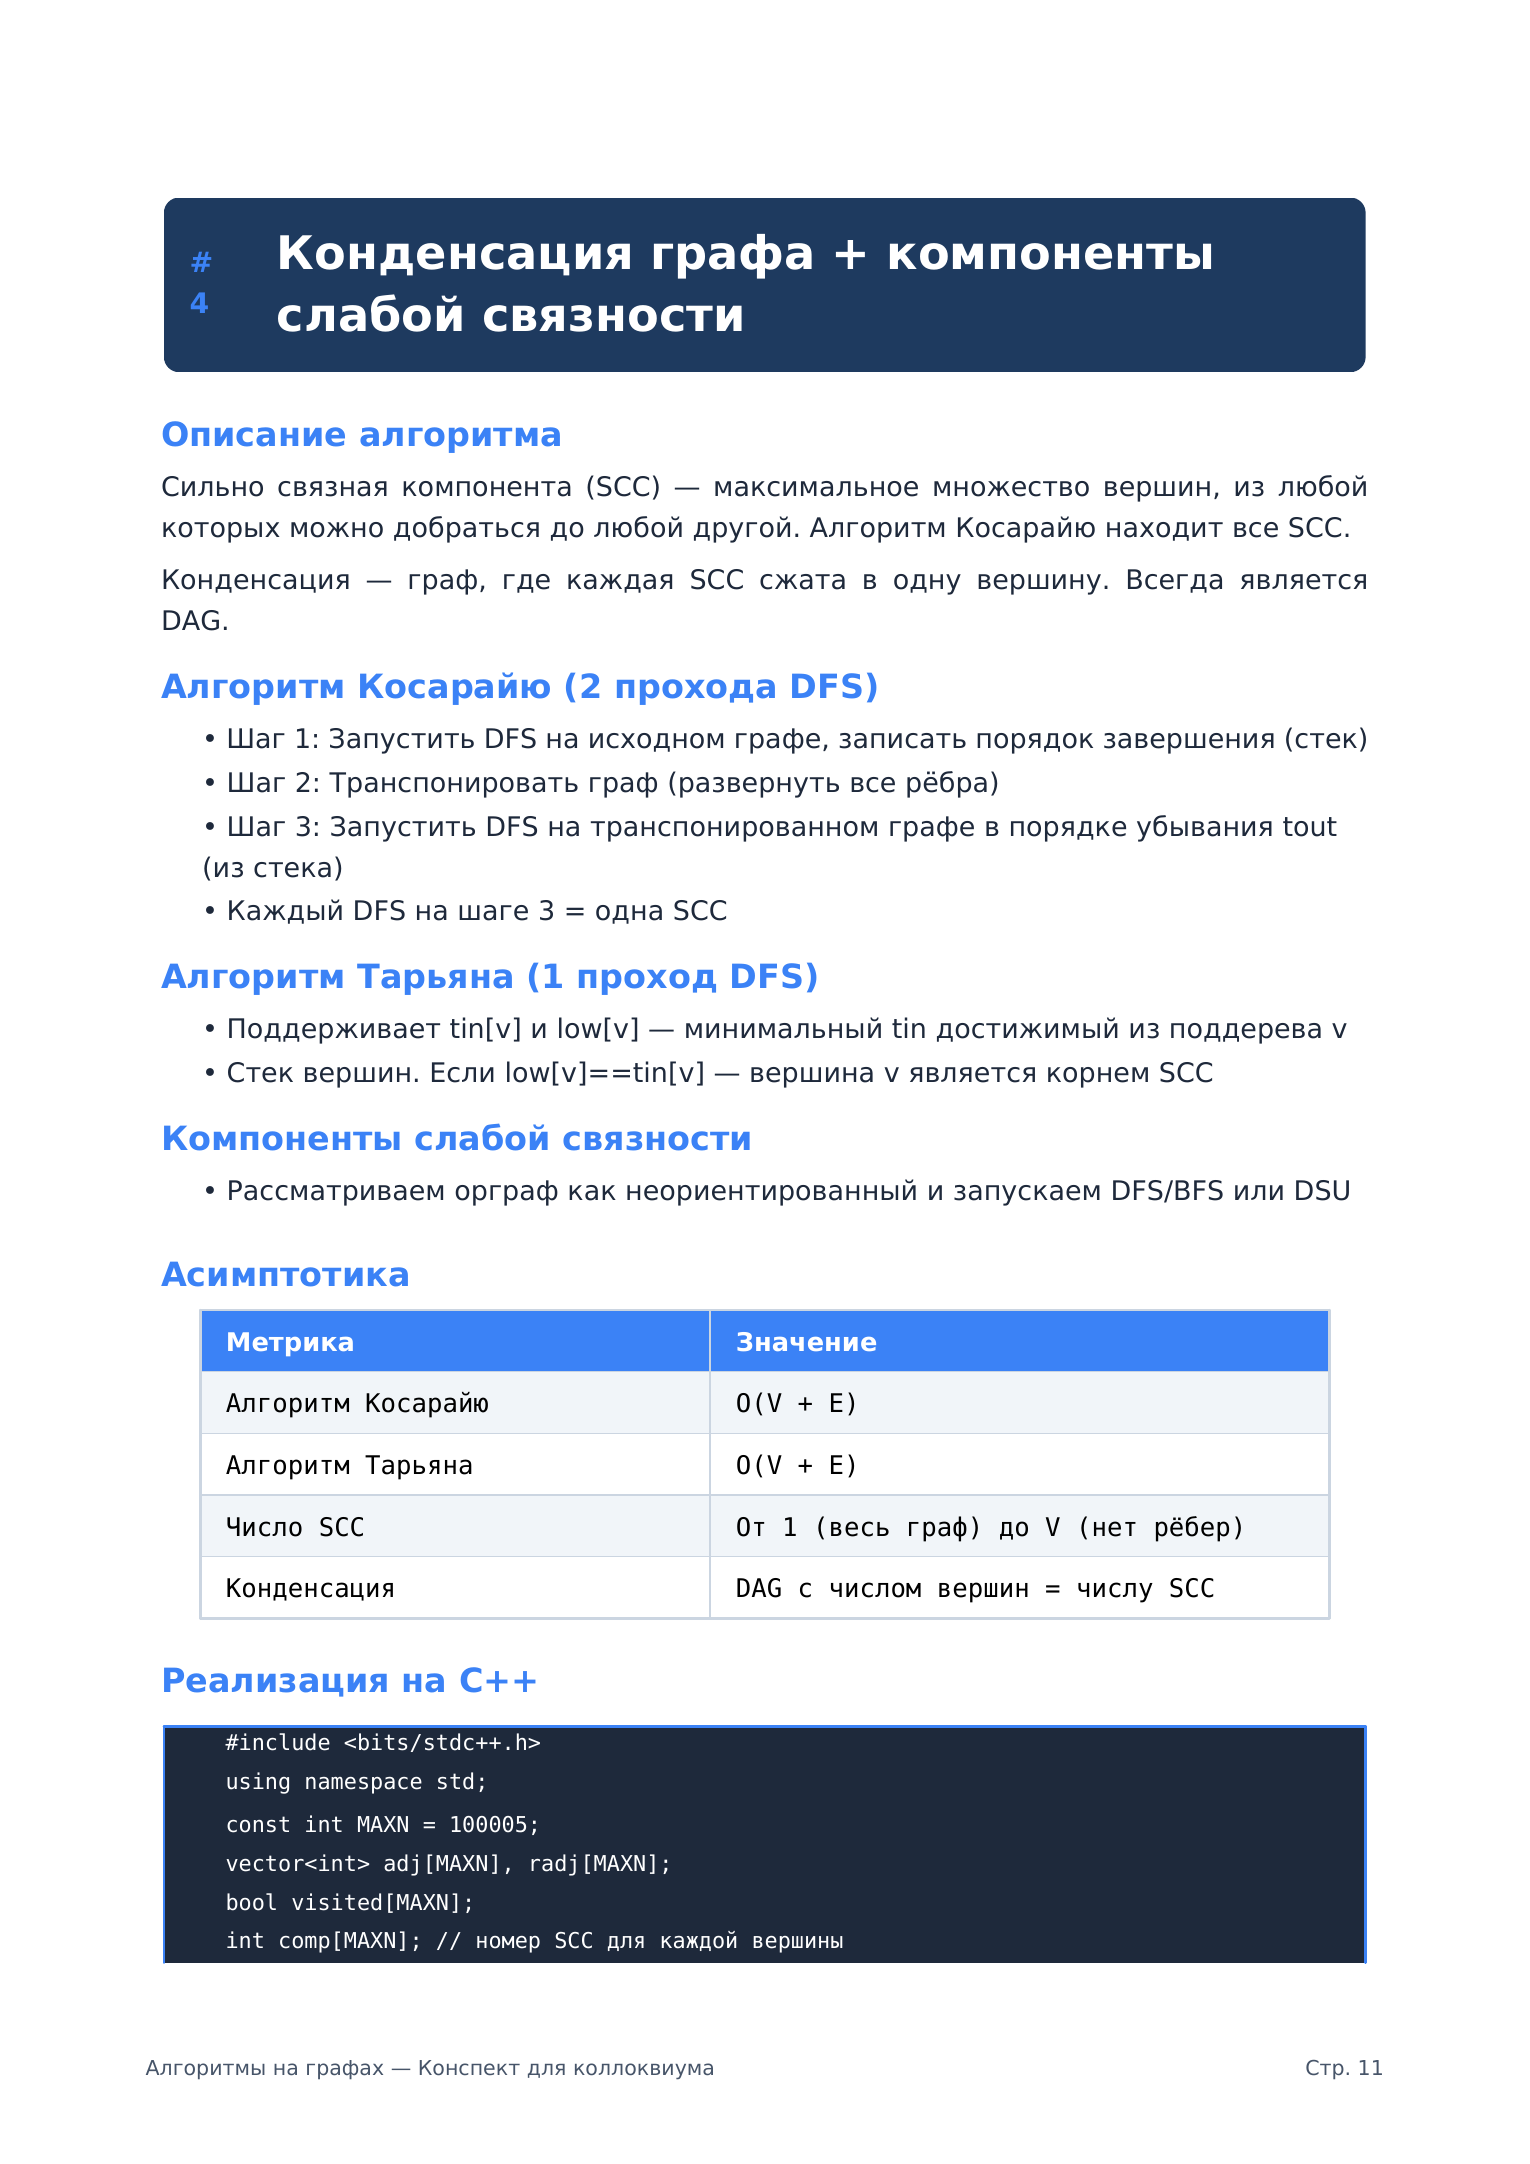 #
4
Конденсация графа + компоненты
слабой связности
Описание алгоритма
Сильно связная компонента (SCC) — максимальное множество вершин, из любой
которых можно добраться до любой другой. Алгоритм Косарайю находит все SCC.
Конденсация — граф, где каждая SCC сжата в одну вершину. Всегда является
DAG.
Алгоритм Косарайю (2 прохода DFS)
• Шаг 1: Запустить DFS на исходном графе, записать порядок завершения (стек)
• Шаг 2: Транспонировать граф (развернуть все рёбра)
• Шаг 3: Запустить DFS на транспонированном графе в порядке убывания tout
(из стека)
• Каждый DFS на шаге 3 = одна SCC
Алгоритм Тарьяна (1 проход DFS)
• Поддерживает tin[v] и low[v] — минимальный tin достижимый из поддерева v
• Стек вершин. Если low[v]==tin[v] — вершина v является корнем SCC
Компоненты слабой связности
• Рассматриваем орграф как неориентированный и запускаем DFS/BFS или DSU
Асимптотика
Метрика Значение
Алгоритм Косарайю O(V + E)
Алгоритм Тарьяна O(V + E)
Число SCC От 1 (весь граф) до V (нет рёбер)
Конденсация DAG с числом вершин = числу SCC
Реализация на C++
#include <bits/stdc++.h>
using namespace std;
const int MAXN = 100005;
vector<int> adj[MAXN], radj[MAXN];
bool visited[MAXN];
int comp[MAXN]; // номер SCC для каждой вершины
Алгоритмы на графах — Конспект для коллоквиума Стр. 11